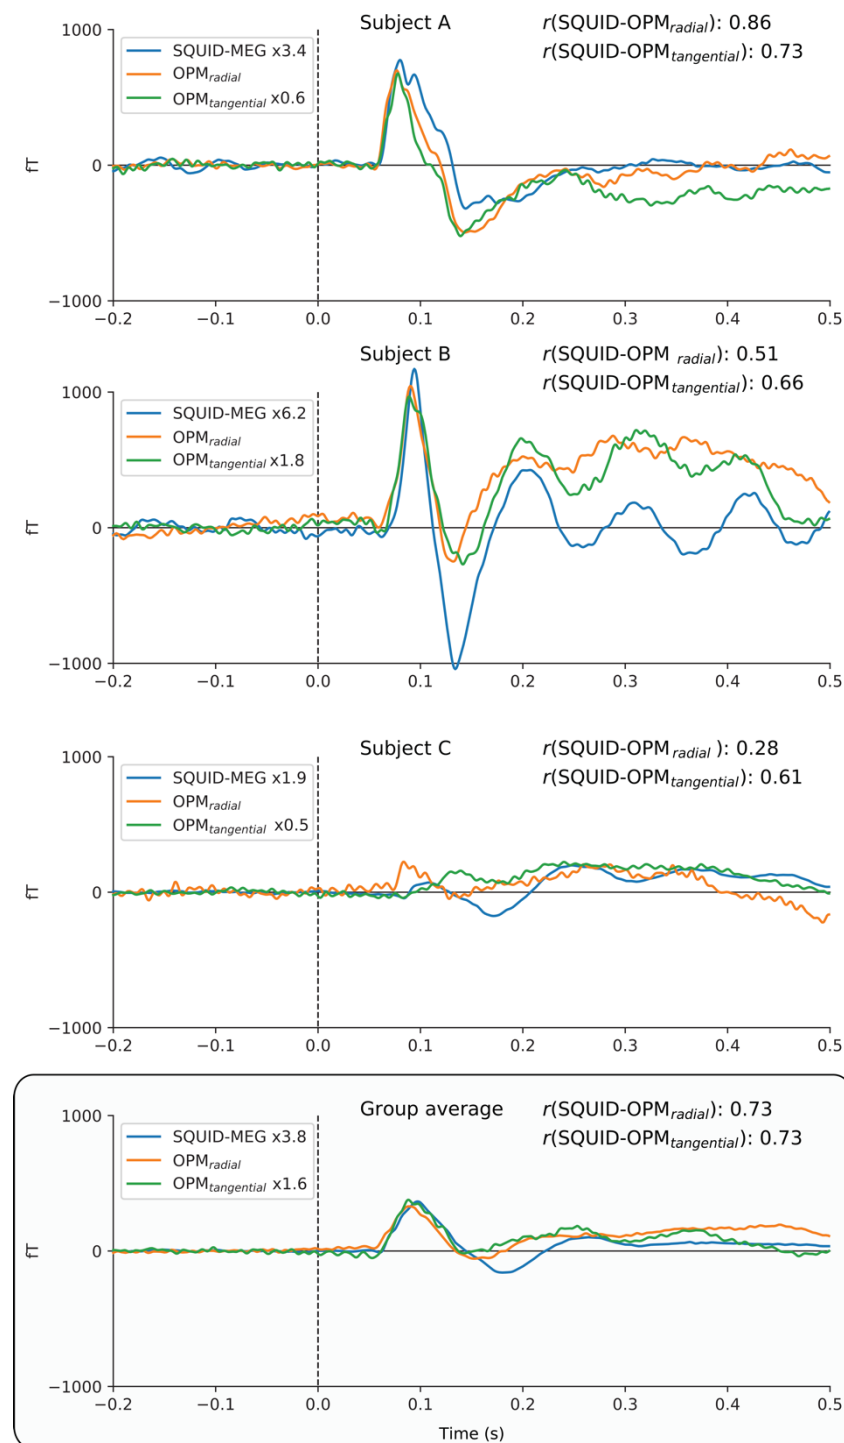 Subject A
r(SQUID-OPMradial): 0.86
r(SQUID-OPMtangential): 0.73
1000
0
−1000
fT
SQUID-MEG x3.4
OPMradial
OPMtangential x0.6
−0.2 −0.1 0.0 0.1 0.2 0.3 0.4 0.5
Subject B
r(SQUID-OPM radial): 0.51
r(SQUID-OPMtangential): 0.66
1000
0
−1000
fT
SQUID-MEG x6.2
OPMradial
OPMtangential x1.8
−0.2 −0.1 0.0 0.1 0.2 0.3 0.4 0.5
Subject C
r(SQUID-OPMradial ): 0.28
r(SQUID-OPMtangential): 0.61
1000
0
−1000
fT
SQUID-MEG x1.9
OPMradial
OPMtangential x0.5
−0.2 −0.1 0.0 0.1 0.2 0.3 0.4 0.5
Group average
r(SQUID-OPMradial): 0.73
r(SQUID-OPMtangential): 0.73
1000
0
−1000
fT
SQUID-MEG x3.8
OPMradial
OPMtangential x1.6
−0.2 −0.1 0.0 0.1 0.2 0.3 0.4 0.5
Time (s)